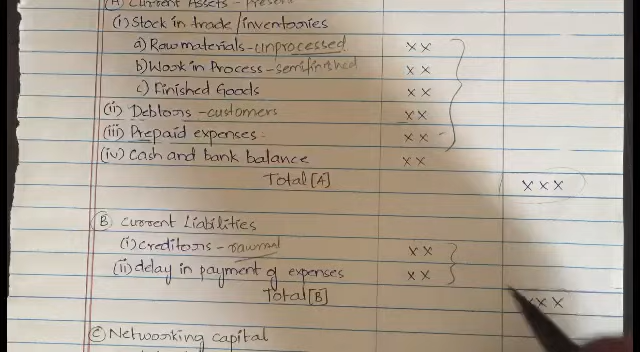 (A) Current Assets - Present
(i) Stock in trade/inventories
a) Raw materials - unprocessed xx
b) Work in Process - semifinished xx
c) Finished Goods xx
(ii) Debtors - customers xx
(iii) Prepaid expenses - xx
(iv) Cash and bank balance xx
Total [A] xxx
(B) Current Liabilities
(i) creditors - rawmat xx
(ii) delay in payment of expenses xx
Total [B] xxx
(C) Networking capital